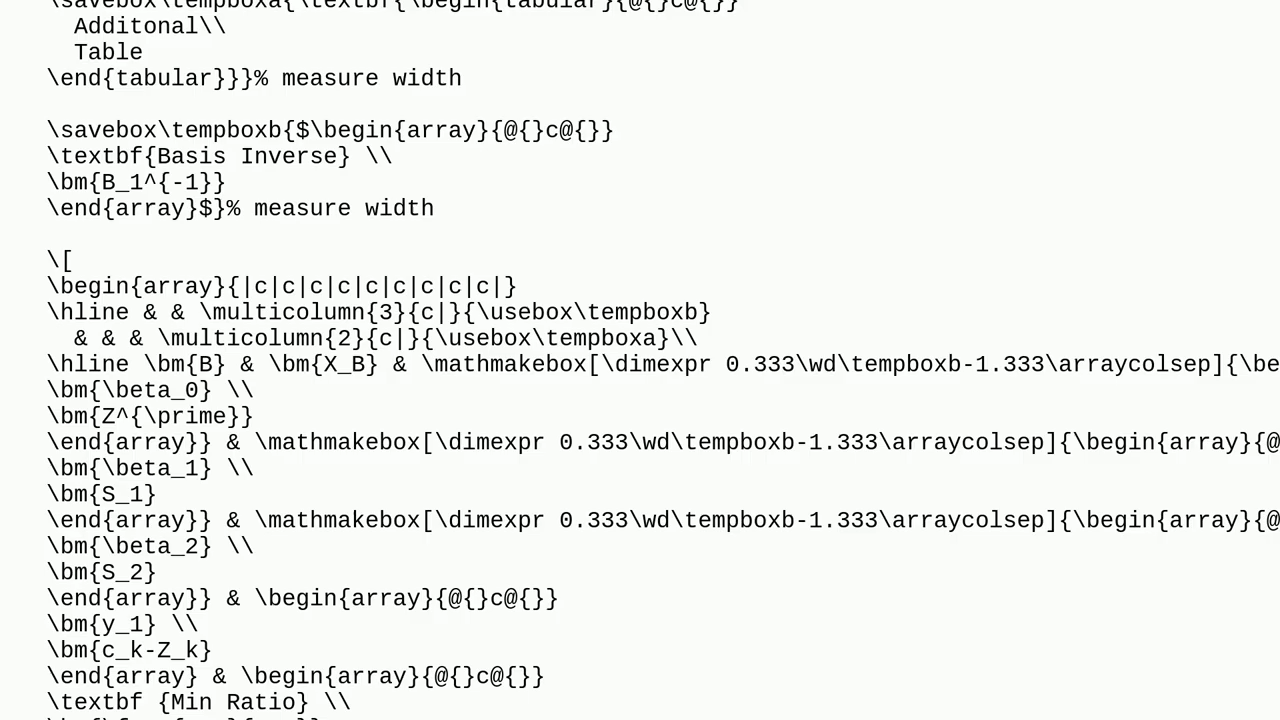 \savebox\tempboxa{\textbf{\begin{tabular}{@{}c@{}}
Additonal\\
Table
\end{tabular}}}% measure width
\savebox\tempboxb{$\begin{array}{@{}c@{}}
\textbf{Basis Inverse} \\
\bm{B_1^{-1}}
\end{array}$}% measure width
\[
\begin{array}{|c|c|c|c|c|c|c|c|c|}
\hline & & \multicolumn{3}{c|}{\usebox\tempboxb}
& & & \multicolumn{2}{c|}{\usebox\tempboxa}\\
\hline \bm{B} & \bm{X_B} & \mathmakebox[\dimexpr 0.333\wd\tempboxb-1.333\arraycolsep]{\be
\bm{\beta_0} \\
\bm{Z^{\prime}}
\end{array}} & \mathmakebox[\dimexpr 0.333\wd\tempboxb-1.333\arraycolsep]{\begin{array}{@
\bm{\beta_1} \\
\bm{S_1}
\end{array}} & \mathmakebox[\dimexpr 0.333\wd\tempboxb-1.333\arraycolsep]{\begin{array}{@
\bm{\beta_2} \\
\bm{S_2}
\end{array}} & \begin{array}{@{}c@{}}
\bm{y_1} \\
\bm{c_k-Z_k}
\end{array} & \begin{array}{@{}c@{}}
\textbf {Min Ratio} \\